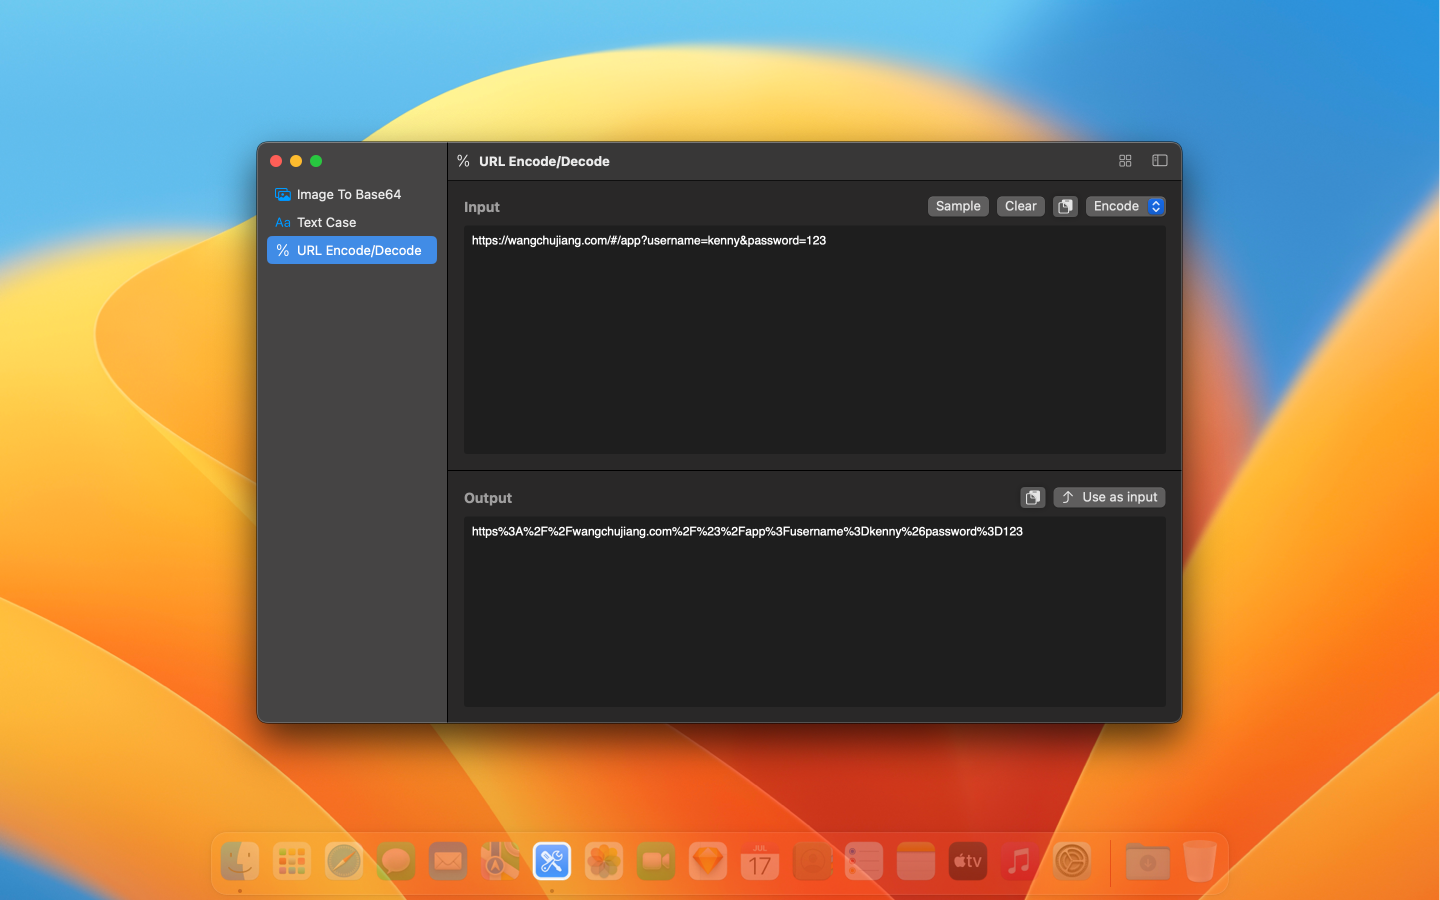 % URL Encode/Decode
Image To Base64
Aa Text Case
% URL Encode/Decode
Input
Sample
Clear
Encode
https://wangchujiang.com/#/app?username=kenny&password=123
Output
Use as input
https%3A%2F%2Fwangchujiang.com%2F%23%2Fapp%3Fusername%3Dkenny%26password%3D123
JUL
17
tv